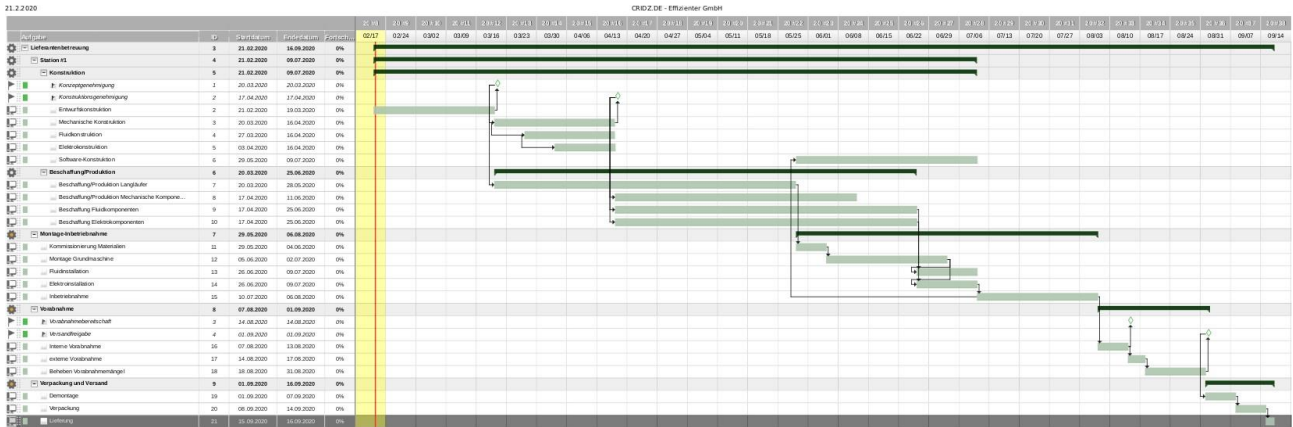 21.2.2020 CRIDZ.DE - Effizienter GmbH
Aufgabe ID Startdatum Enddatum Fortsch... 02/17 02/24 03/02 03/09 03/16 03/23 03/30 04/06 04/13 04/20 04/27 05/04 05/11 05/18 05/25 06/01 06/08 06/15 06/22 06/29 07/06 07/13 07/20 07/27 08/03 08/10 08/17 08/24 08/31 09/07 09/14
Lieferantenbetreuung 3 21.02.2020 16.09.2020 0%
Station #1 4 21.02.2020 09.07.2020 0%
Konstruktion 5 21.02.2020 09.07.2020 0%
Konzeptgenehmigung 1 20.03.2020 20.03.2020 0%
Konstruktionsgenehmigung 2 17.04.2020 17.04.2020 0%
Entwurfskonstruktion 2 21.02.2020 19.03.2020 0%
Mechanische Konstruktion 3 20.03.2020 16.04.2020 0%
Fluidkonstruktion 4 27.03.2020 16.04.2020 0%
Elektrokonstruktion 5 03.04.2020 16.04.2020 0%
Software-Konstruktion 6 29.05.2020 09.07.2020 0%
Beschaffung/Produktion 6 20.03.2020 25.06.2020 0%
Beschaffung/Produktion Langläufer 7 20.03.2020 28.05.2020 0%
Beschaffung/Produktion Mechanische Kompone... 8 17.04.2020 11.06.2020 0%
Beschaffung Fluidkomponenten 9 17.04.2020 25.06.2020 0%
Beschaffung Elektrokomponenten 10 17.04.2020 25.06.2020 0%
Montage-Inbetriebnahme 7 29.05.2020 06.08.2020 0%
Kommissionierung Materialien 11 29.05.2020 04.06.2020 0%
Montage Grundmaschine 12 05.06.2020 02.07.2020 0%
Fluidinstallation 13 26.06.2020 09.07.2020 0%
Elektroinstallation 14 26.06.2020 09.07.2020 0%
Inbetriebnahme 15 10.07.2020 06.08.2020 0%
Vorabnahme 8 07.08.2020 01.09.2020 0%
Vorabnahmebereitschaft 3 14.08.2020 14.08.2020 0%
Versandfreigabe 4 01.09.2020 01.09.2020 0%
Interne Vorabnahme 16 07.08.2020 13.08.2020 0%
externe Vorabnahme 17 14.08.2020 17.08.2020 0%
Beheben Vorabnahmemängel 18 18.08.2020 31.08.2020 0%
Verpackung und Versand 9 01.09.2020 16.09.2020 0%
Demontage 19 01.09.2020 07.09.2020 0%
Verpackung 20 08.09.2020 14.09.2020 0%
Lieferung 21 15.09.2020 16.09.2020 0%